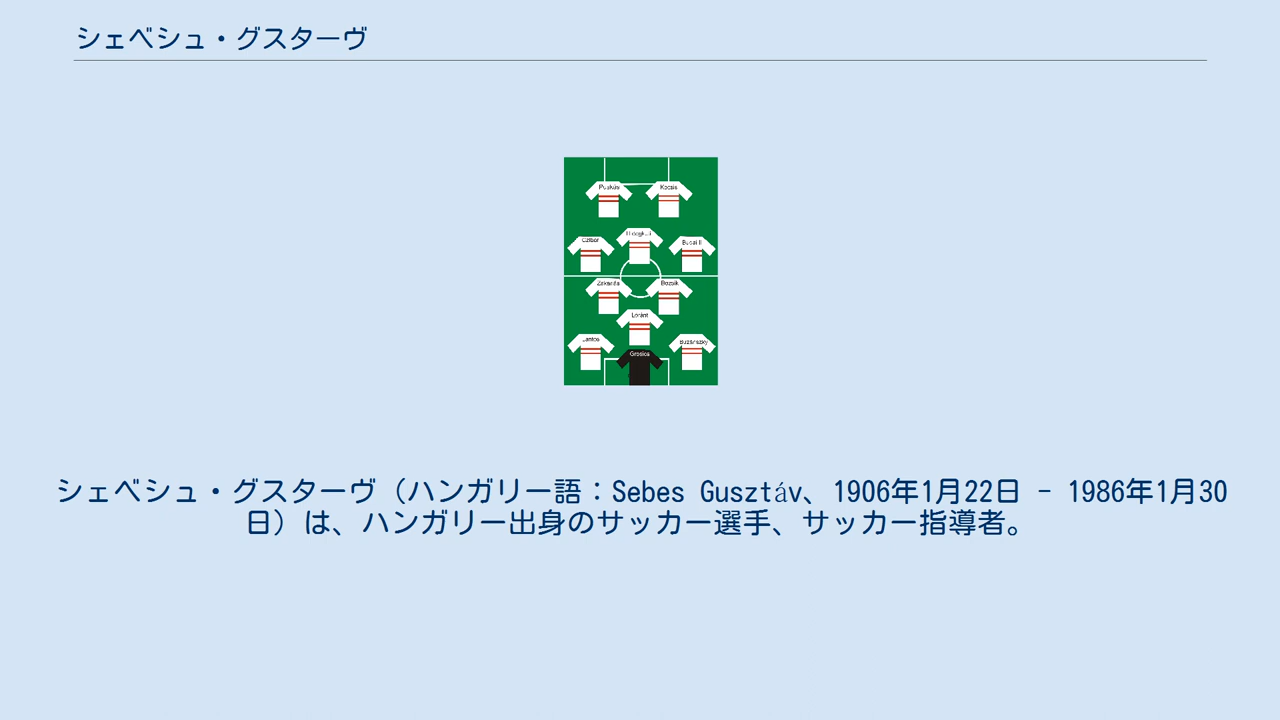 シェベシュ・グスターヴ
Puskás Kocsis
Czibor Hidegkuti Budai II
Zakariás Bozsik
Lóránt
Lantos Buzánszky
Grosics
シェベシュ・グスターヴ（ハンガリー語：Sebes Gusztáv、1906年1月22日 - 1986年1月30
日）は、ハンガリー出身のサッカー選手、サッカー指導者。